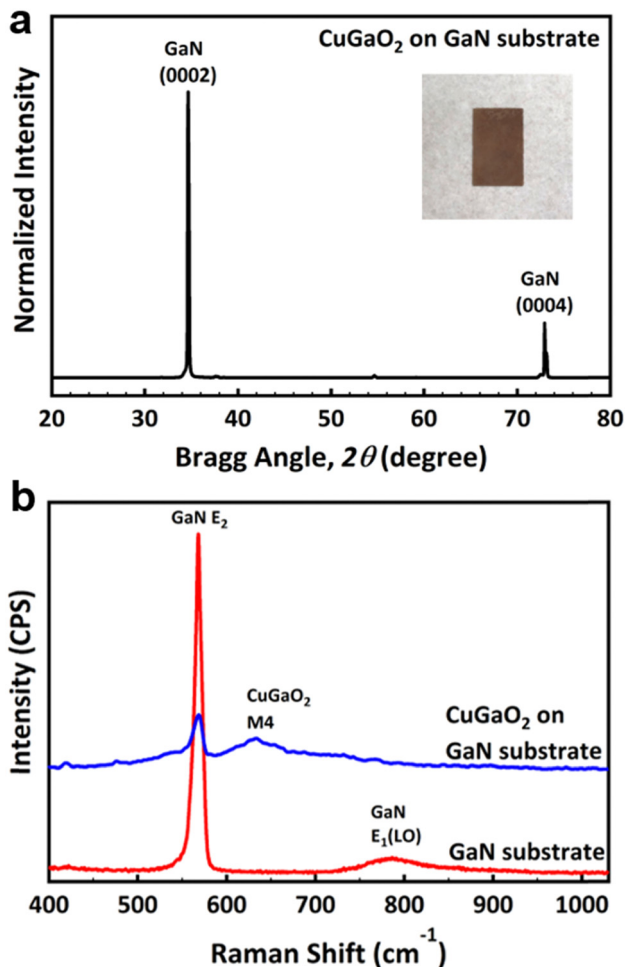 a
CuGaO₂ on GaN substrate
GaN
(0002)
GaN
(0004)
Normalized Intensity
20 30 40 50 60 70 80
Bragg Angle, 2θ (degree)
b
GaN E₂
CuGaO₂
M4
CuGaO₂ on
GaN substrate
GaN
E₁(LO)
GaN substrate
Intensity (CPS)
400 500 600 700 800 900 1000
Raman Shift (cm⁻¹)